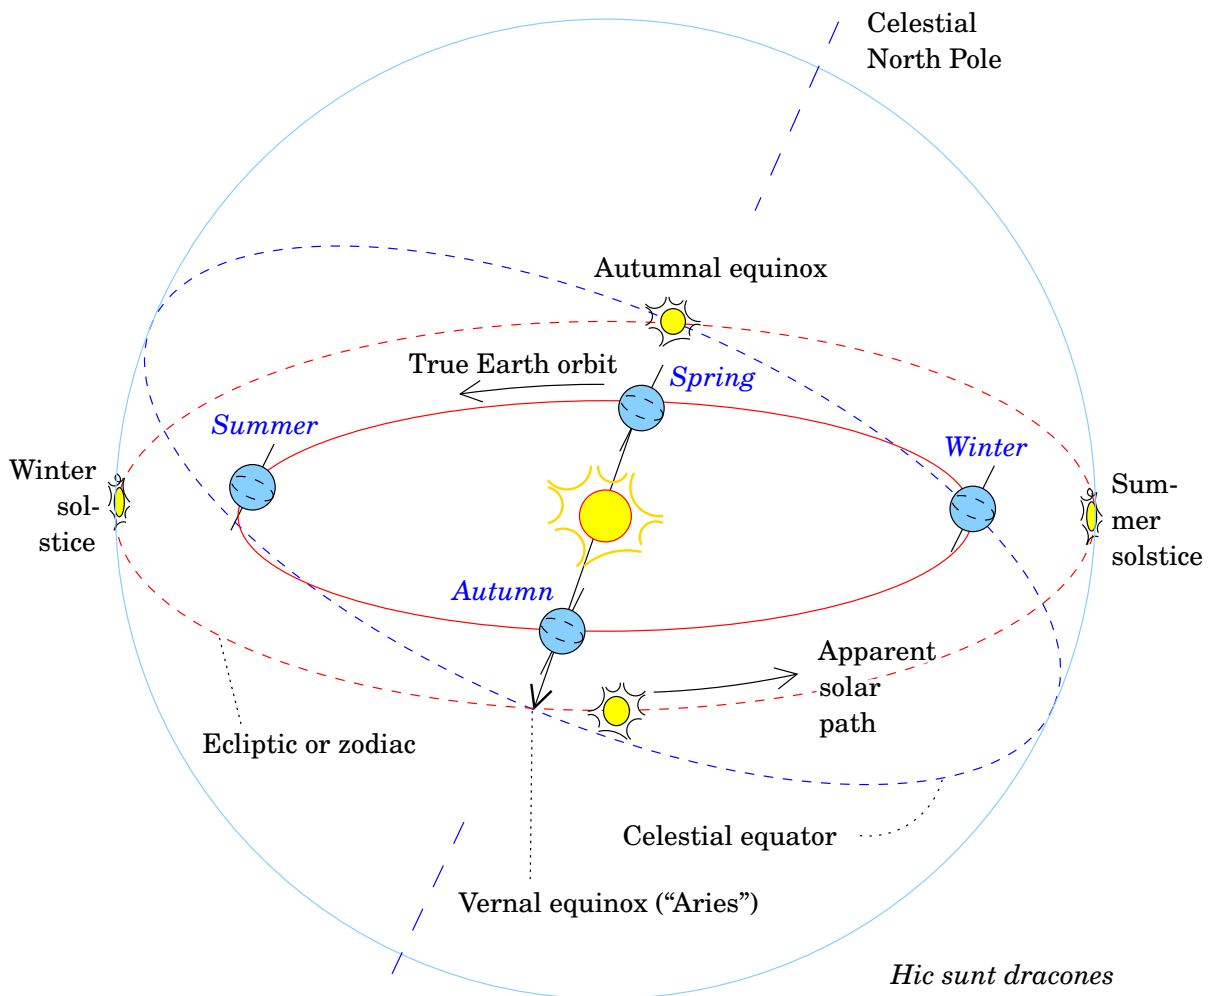 Celestial
North Pole
Autumnal equinox
True Earth orbit
Spring
Summer
Winter
Winter
sol-
stice
Sum-
mer
solstice
Autumn
Apparent
solar
path
Ecliptic or zodiac
Celestial equator
Vernal equinox (“Aries”)
Hic sunt dracones